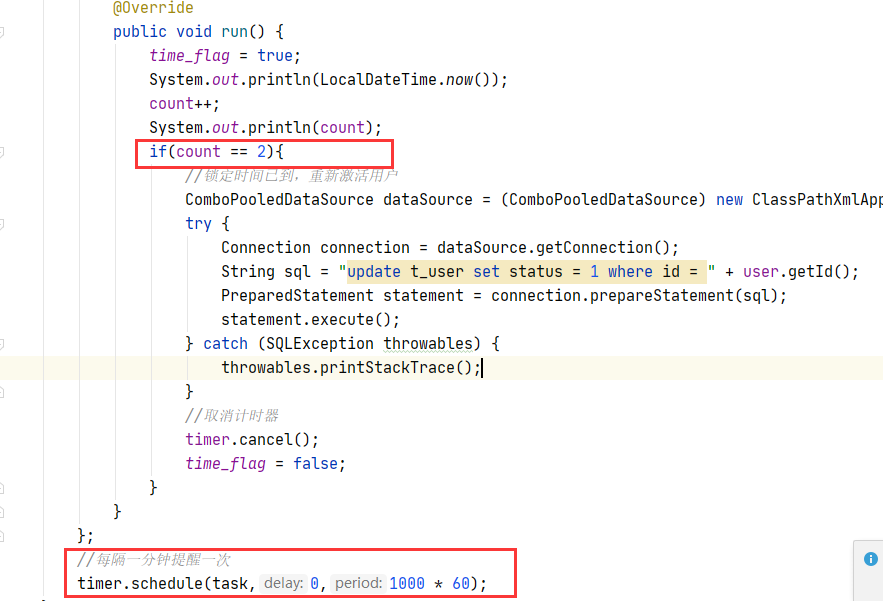 @Override
public void run() {
time_flag = true;
System.out.println(LocalDateTime.now());
count++;
System.out.println(count);
if(count == 2){
//锁定时间已到，重新激活用户
ComboPooledDataSource dataSource = (ComboPooledDataSource) new ClassPathXmlApp
try {
Connection connection = dataSource.getConnection();
String sql = "update t_user set status = 1 where id = " + user.getId();
PreparedStatement statement = connection.prepareStatement(sql);
statement.execute();
} catch (SQLException throwables) {
throwables.printStackTrace();
}
//取消计时器
timer.cancel();
time_flag = false;
}
}
};
//每隔一分钟提醒一次
timer.schedule(task, delay: 0, period: 1000 * 60);